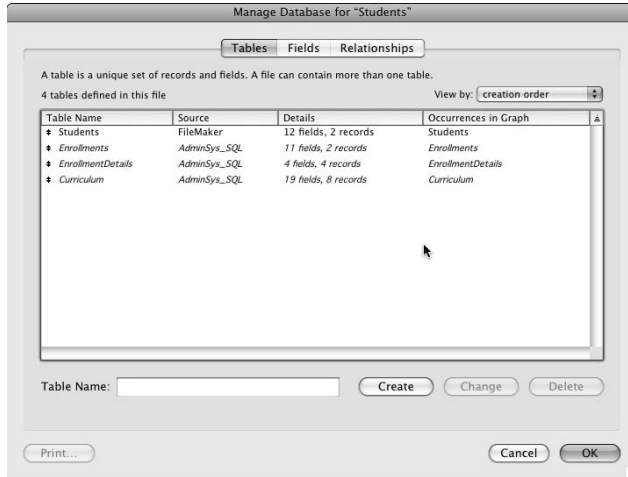 Manage Database for “Students”
Tables Fields Relationships
A table is a unique set of records and fields. A file can contain more than one table.
4 tables defined in this file View by: creation order
Table Name Source Details Occurrences in Graph
Students FileMaker 12 fields, 2 records Students
Enrollments AdminSys_SQL 11 fields, 2 records Enrollments
EnrollmentDetails AdminSys_SQL 4 fields, 4 records EnrollmentDetails
Curriculum AdminSys_SQL 19 fields, 8 records Curriculum
Table Name: Create Change Delete
Print... Cancel OK